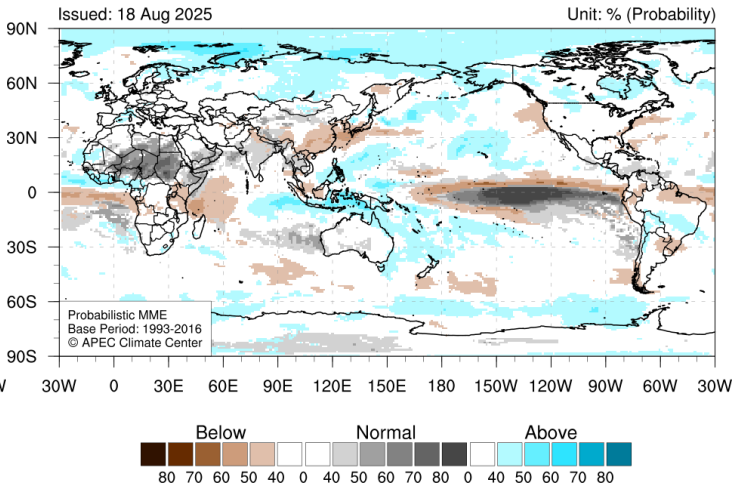 Issued: 18 Aug 2025 Unit: % (Probability)
90N
60N
30N
0
30S
60S
90S
Probabilistic MME
Base Period: 1993-2016
© APEC Climate Center
W 30W 0 30E 60E 90E 120E 150E 180 150W 120W 90W 60W 30W
Below Normal Above
80 70 60 50 40 0 40 50 60 70 80 0 40 50 60 70 80